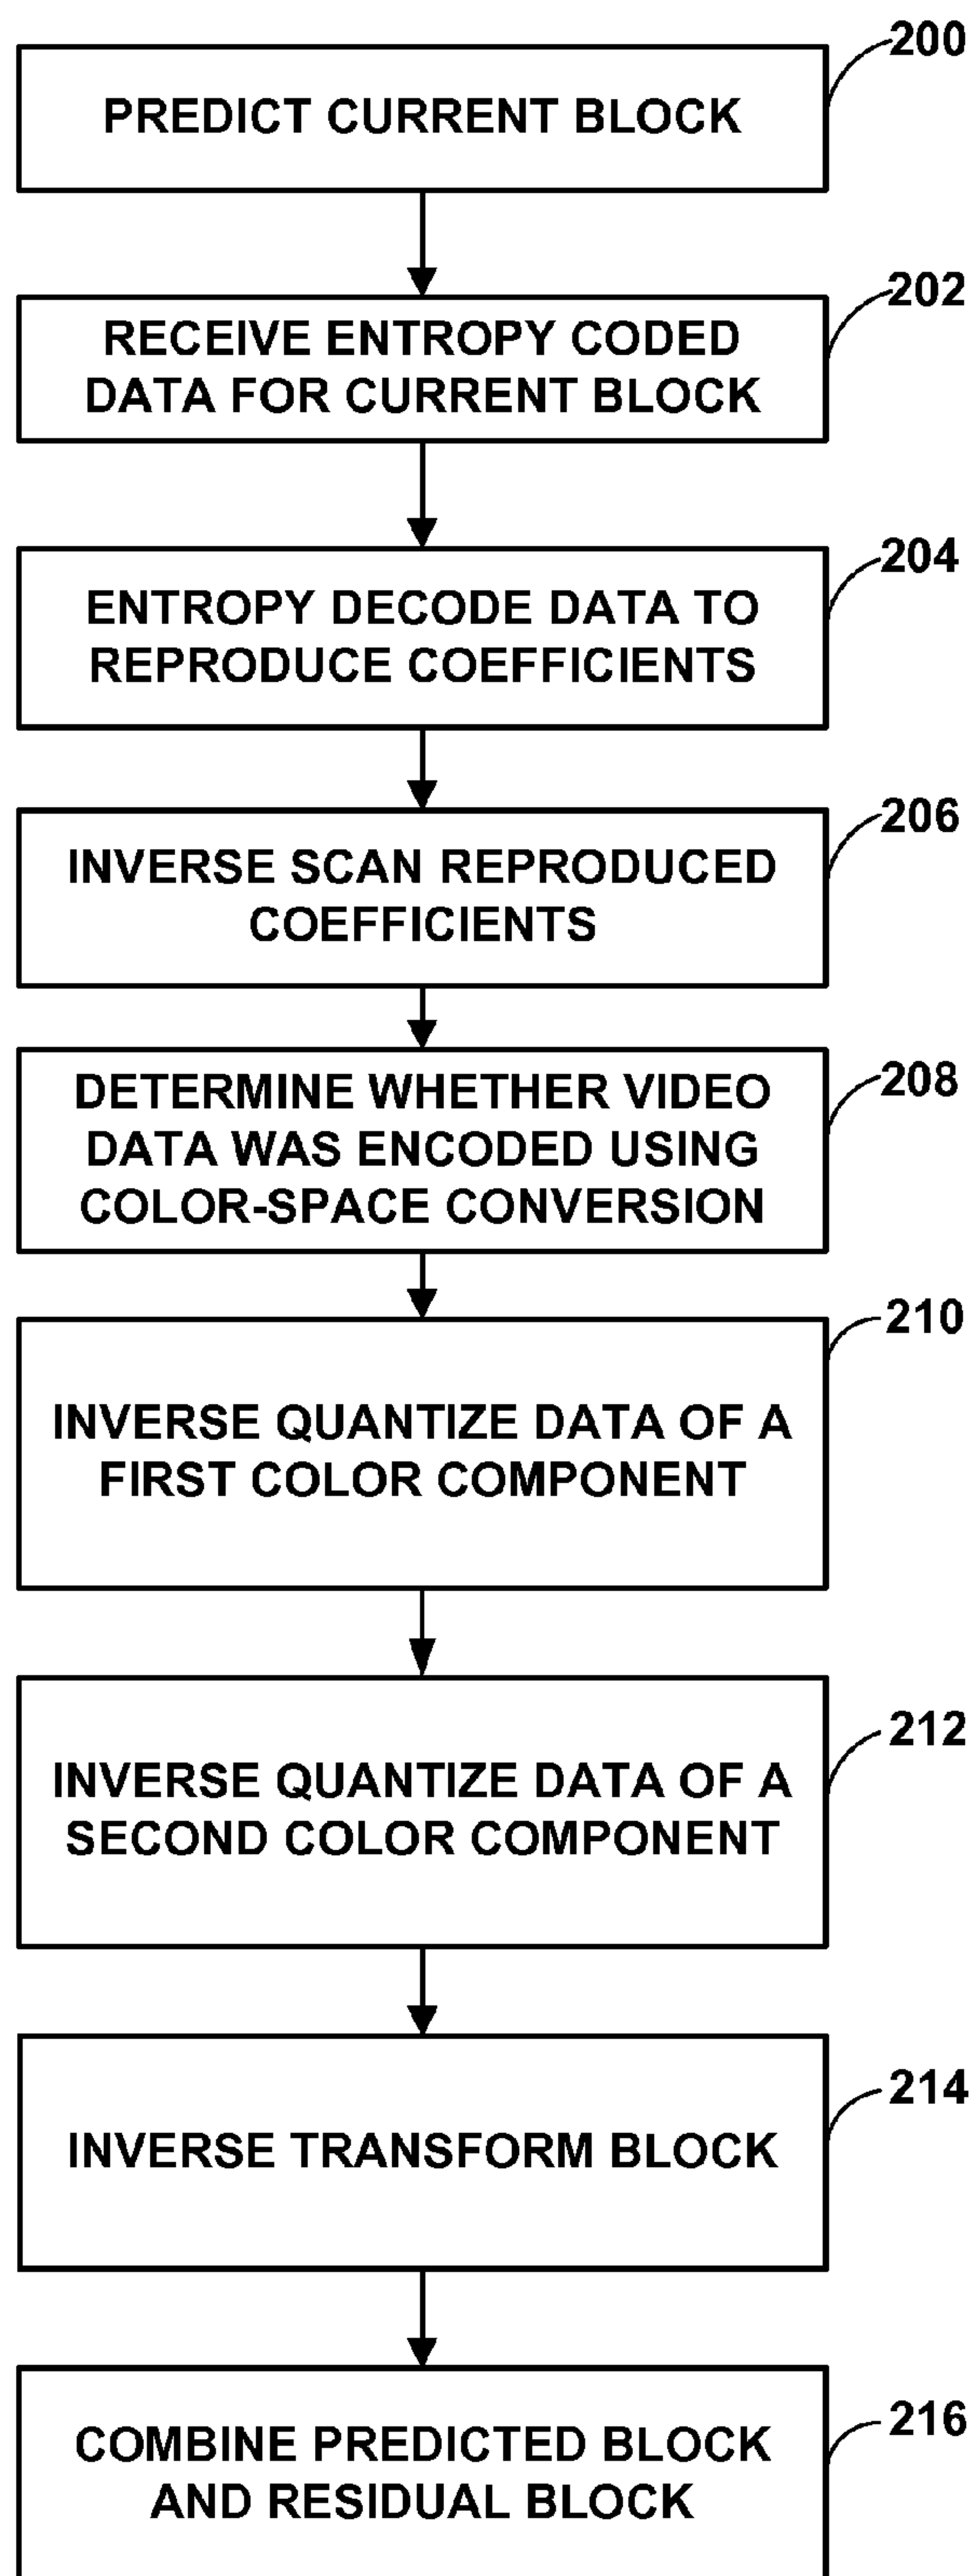 200
PREDICT CURRENT BLOCK
202
RECEIVE ENTROPY CODED
DATA FOR CURRENT BLOCK
204
ENTROPY DECODE DATA TO
REPRODUCE COEFFICIENTS
206
INVERSE SCAN REPRODUCED
COEFFICIENTS
208
DETERMINE WHETHER VIDEO
DATA WAS ENCODED USING
COLOR-SPACE CONVERSION
210
INVERSE QUANTIZE DATA OF A
FIRST COLOR COMPONENT
212
INVERSE QUANTIZE DATA OF A
SECOND COLOR COMPONENT
214
INVERSE TRANSFORM BLOCK
216
COMBINE PREDICTED BLOCK
AND RESIDUAL BLOCK